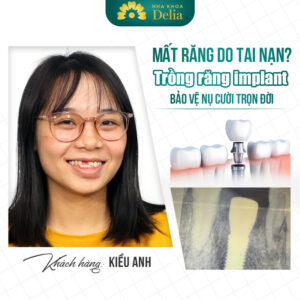 NHA KHOA
Delia
MẤT RĂNG DO TAI NẠN?
Trồng răng implant
BẢO VỆ NỤ CƯỜI TRỌN ĐỜI
Khách hàng: KIỀU ANH